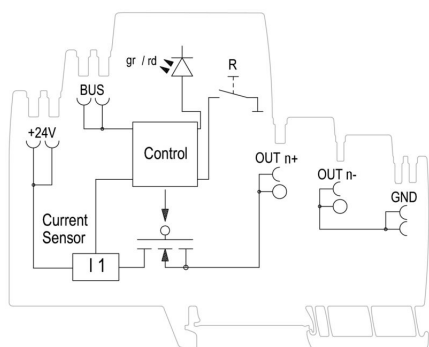 gr / rd
R
BUS
+24V
Control
OUT n+
OUT n-
GND
Current
Sensor
I 1